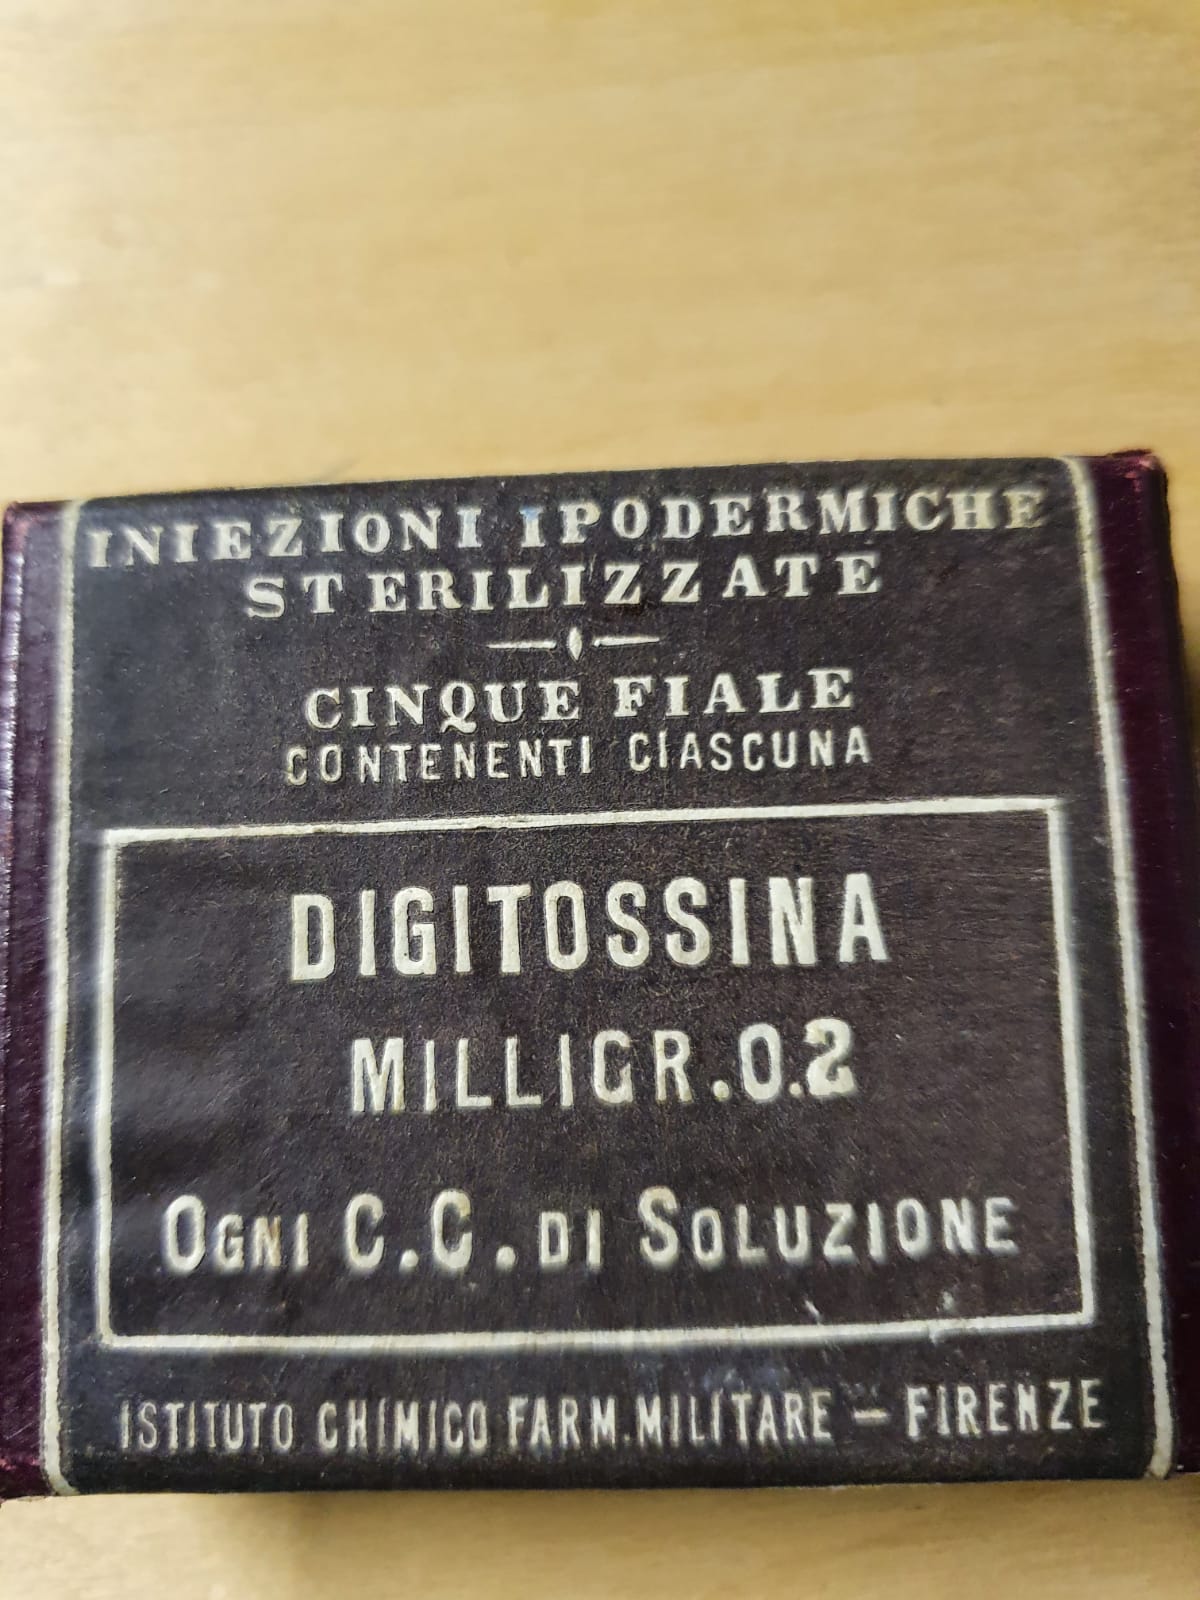 INIEZIONI IPODERMICHE
STERILIZZATE
CINQUE FIALE
CONTENENTI CIASCUNA
DIGITOSSINA
MILLIGR.0.2
OGNI C.C. DI SOLUZIONE
ISTITUTO CHIMICO FARM.MILITARE – FIRENZE